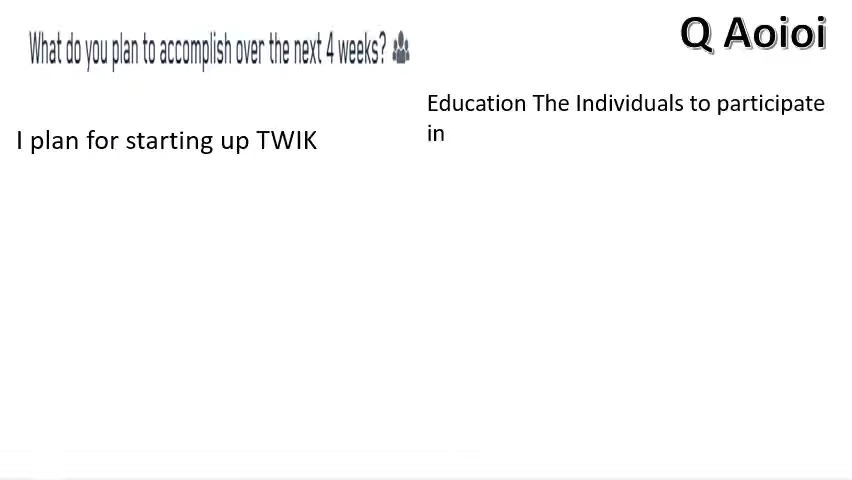 What do you plan to accomplish over the next 4 weeks?
Q Aoioi
I plan for starting up TWIK
Education The Individuals to participate
in